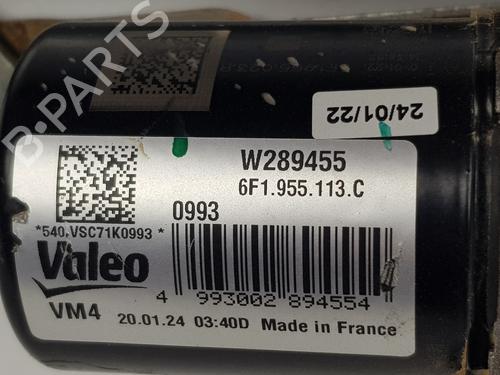 B-PARTS
24/01/22
W289455
6F1.955.113.C
0993
*540,VSC71K0993*
Valeo
4 993002 894554
VM4 20.01.24 03:40D Made in France